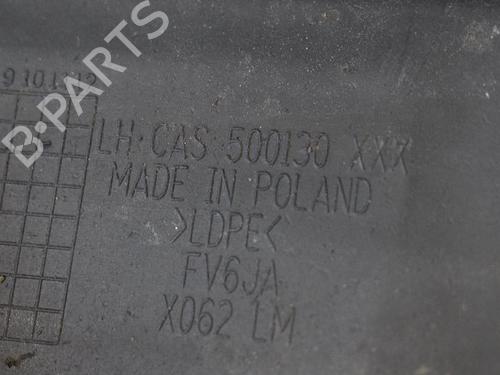 B-PARTS
LH·CAS 500130 XXX
MADE IN POLAND
>LDPE<
FV6JA
X062 LM